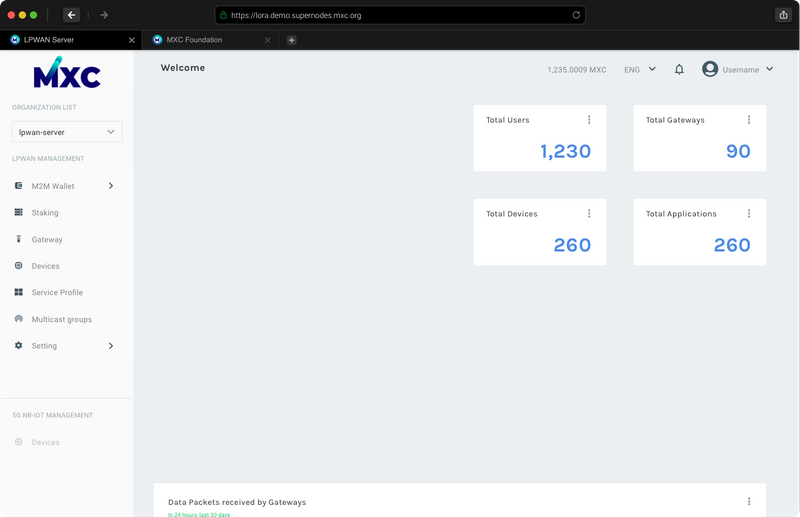 https://lora.demo.supernodes.mxc.org
LPWAN Server
MXC Foundation
MXC
Welcome
1,235.0009 MXC
ENG
Username
ORGANIZATION LIST
lpwan-server
LPWAN MANAGEMENT
M2M Wallet
Staking
Gateway
Devices
Service Profile
Multicast groups
Setting
5G NB-IOT MANAGEMENT
Devices
Total Users
1,230
Total Gateways
90
Total Devices
260
Total Applications
260
Data Packets received by Gateways
In 24 hours, last 30 days